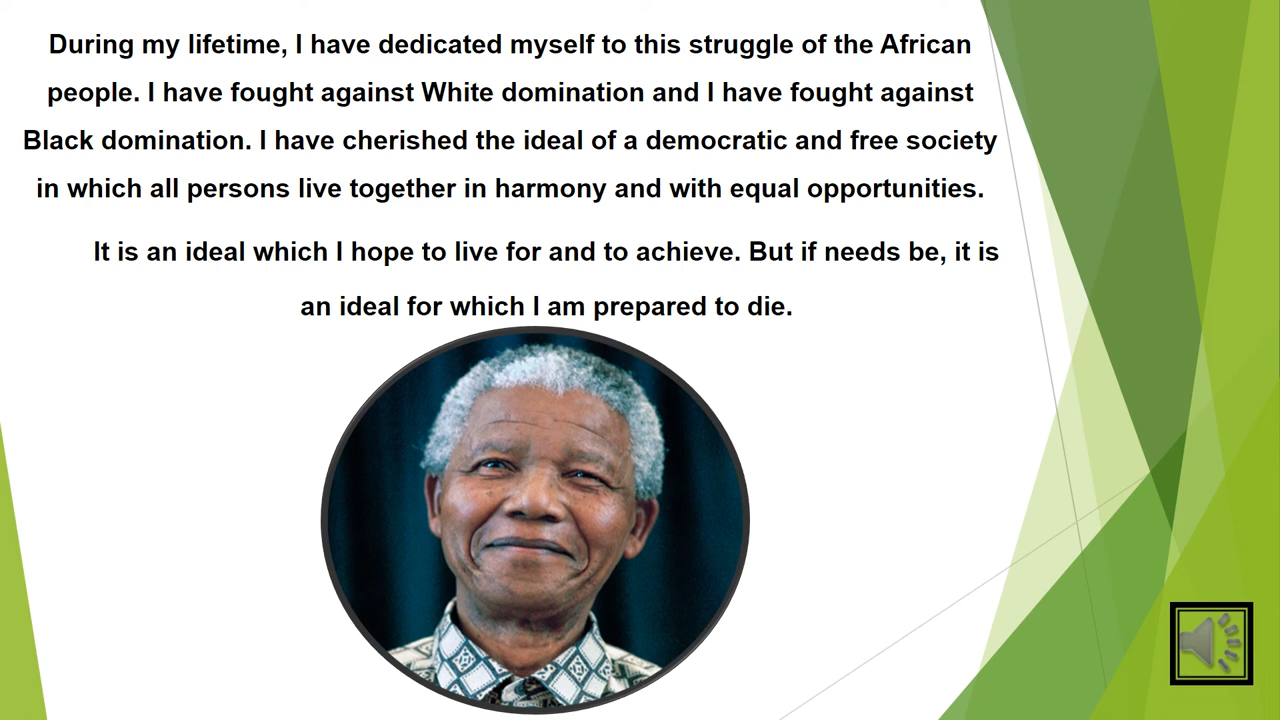 During my lifetime, I have dedicated myself to this struggle of the African
people. I have fought against White domination and I have fought against
Black domination. I have cherished the ideal of a democratic and free society
in which all persons live together in harmony and with equal opportunities.
It is an ideal which I hope to live for and to achieve. But if needs be, it is
an ideal for which I am prepared to die.